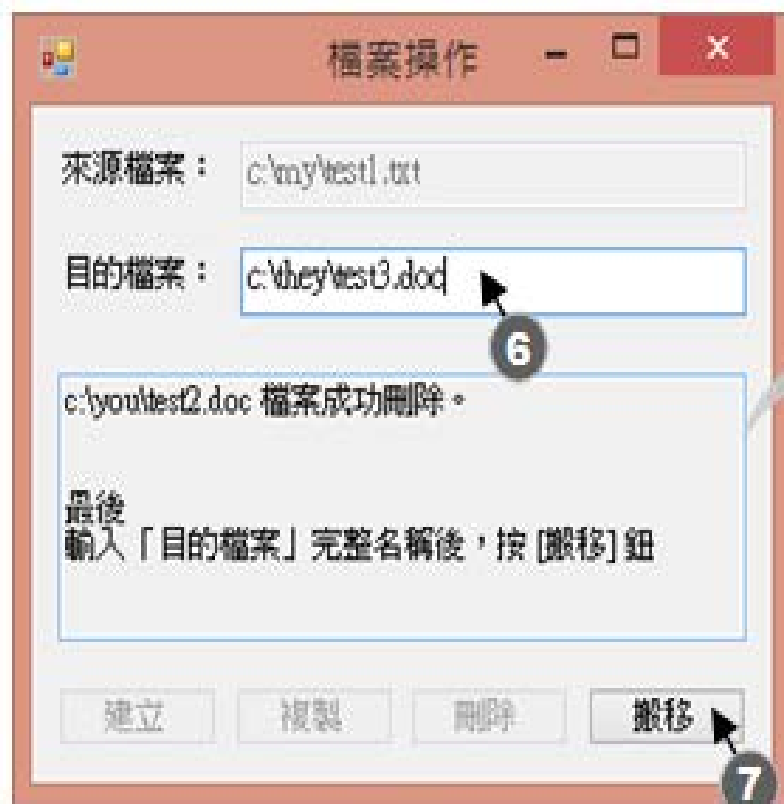 檔案操作
來源檔案：
c:\my\test1.txt
目的檔案：
c:\they\test3.doc
6
c:\you\test2.doc 檔案成功刪除。
最後
輸入「目的檔案」完整名稱後，按 [搬移] 鈕
建立
複製
刪除
搬移
7